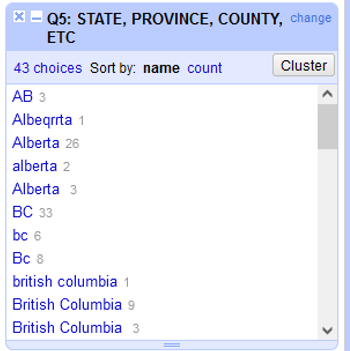 Q5: STATE, PROVINCE, COUNTY, change
ETC
43 choices Sort by: name count Cluster
AB 3
Albeqrrta 1
Alberta 26
alberta 2
Alberta 3
BC 33
bc 6
Bc 8
british columbia 1
British Columbia 9
British Columbia 3